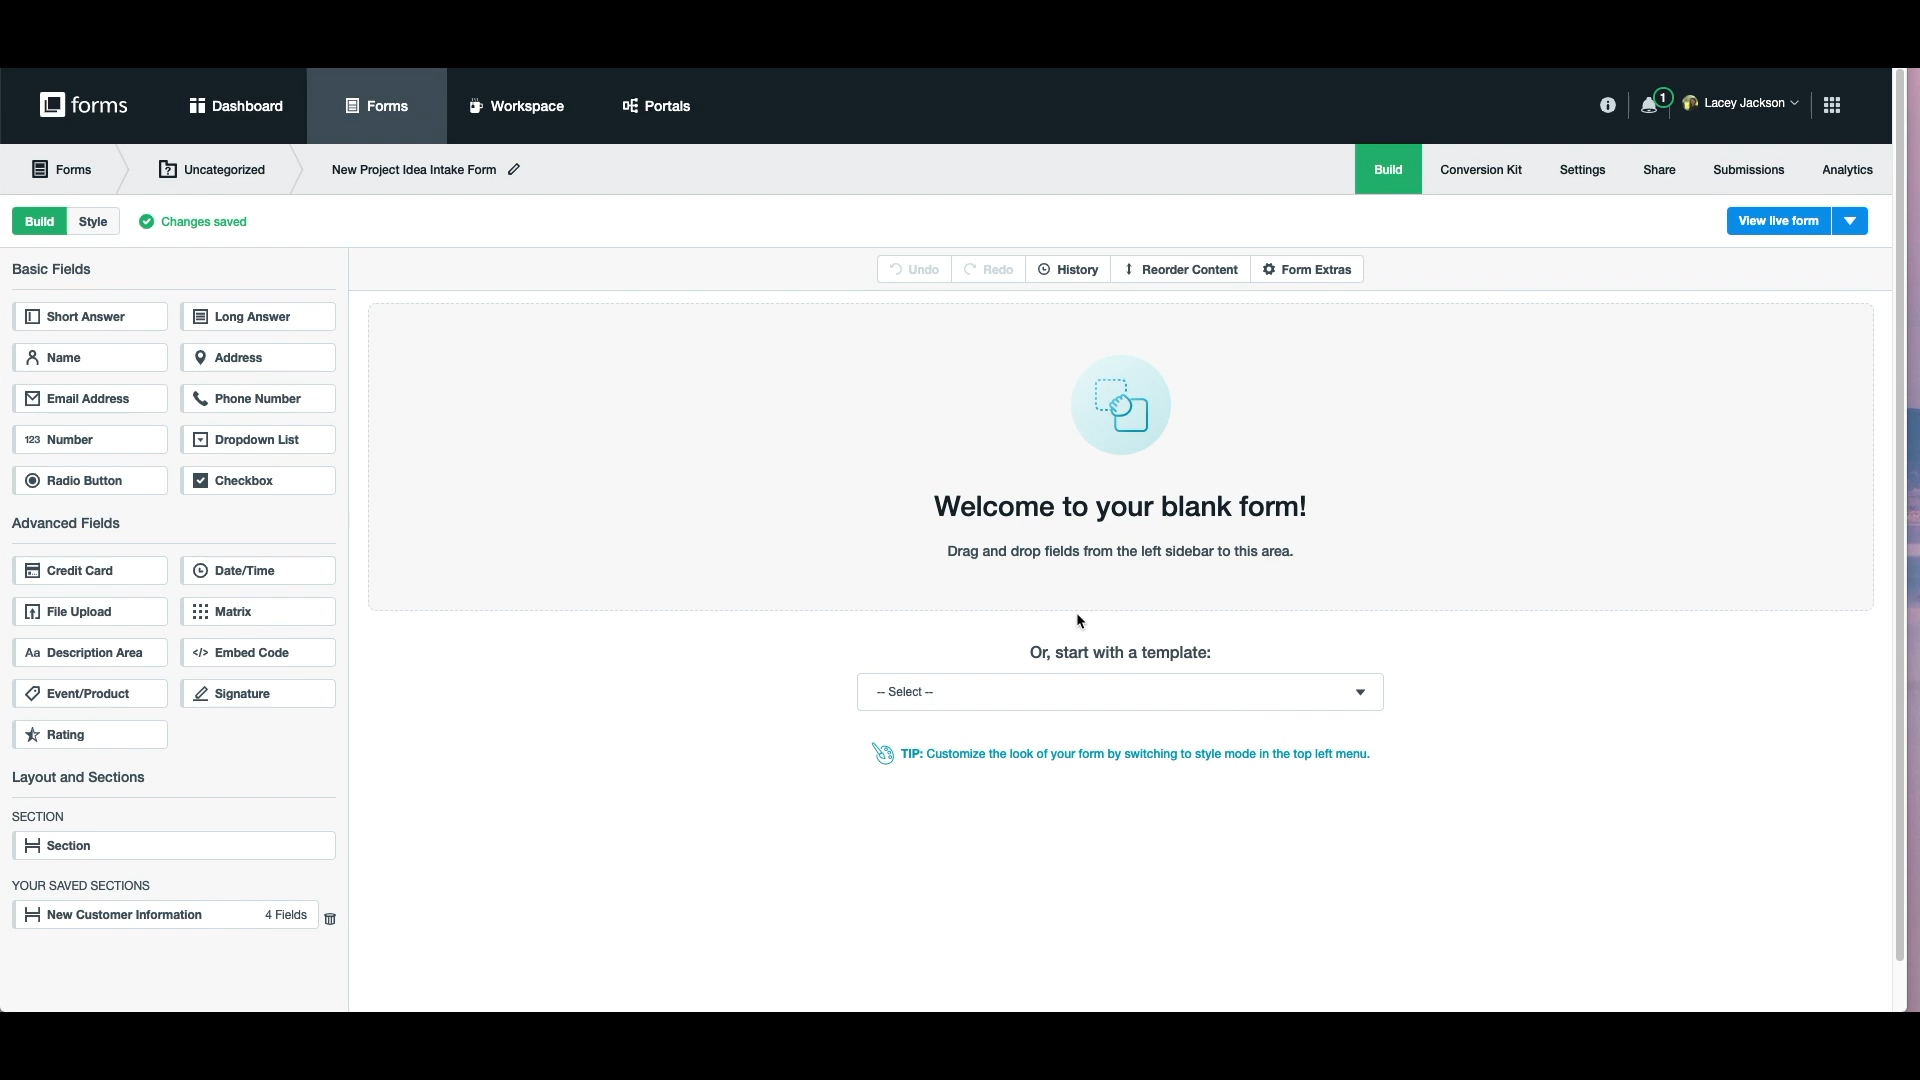 forms
Dashboard
Forms
Workspace
Portals
1
Lacey Jackson
Forms
Uncategorized
New Project Idea Intake Form
Build
Conversion Kit
Settings
Share
Submissions
Analytics
Build
Style
Changes saved
View live form
Basic Fields
Undo
Redo
History
Reorder Content
Form Extras
Short Answer
Long Answer
Name
Address
Email Address
Phone Number
123 Number
Dropdown List
Radio Button
Checkbox
Welcome to your blank form!
Drag and drop fields from the left sidebar to this area.
Advanced Fields
Credit Card
Date/Time
File Upload
Matrix
Aa Description Area
</> Embed Code
Event/Product
Signature
Rating
Or, start with a template:
-- Select --
TIP: Customize the look of your form by switching to style mode in the top left menu.
Layout and Sections
SECTION
Section
YOUR SAVED SECTIONS
New Customer Information
4 Fields